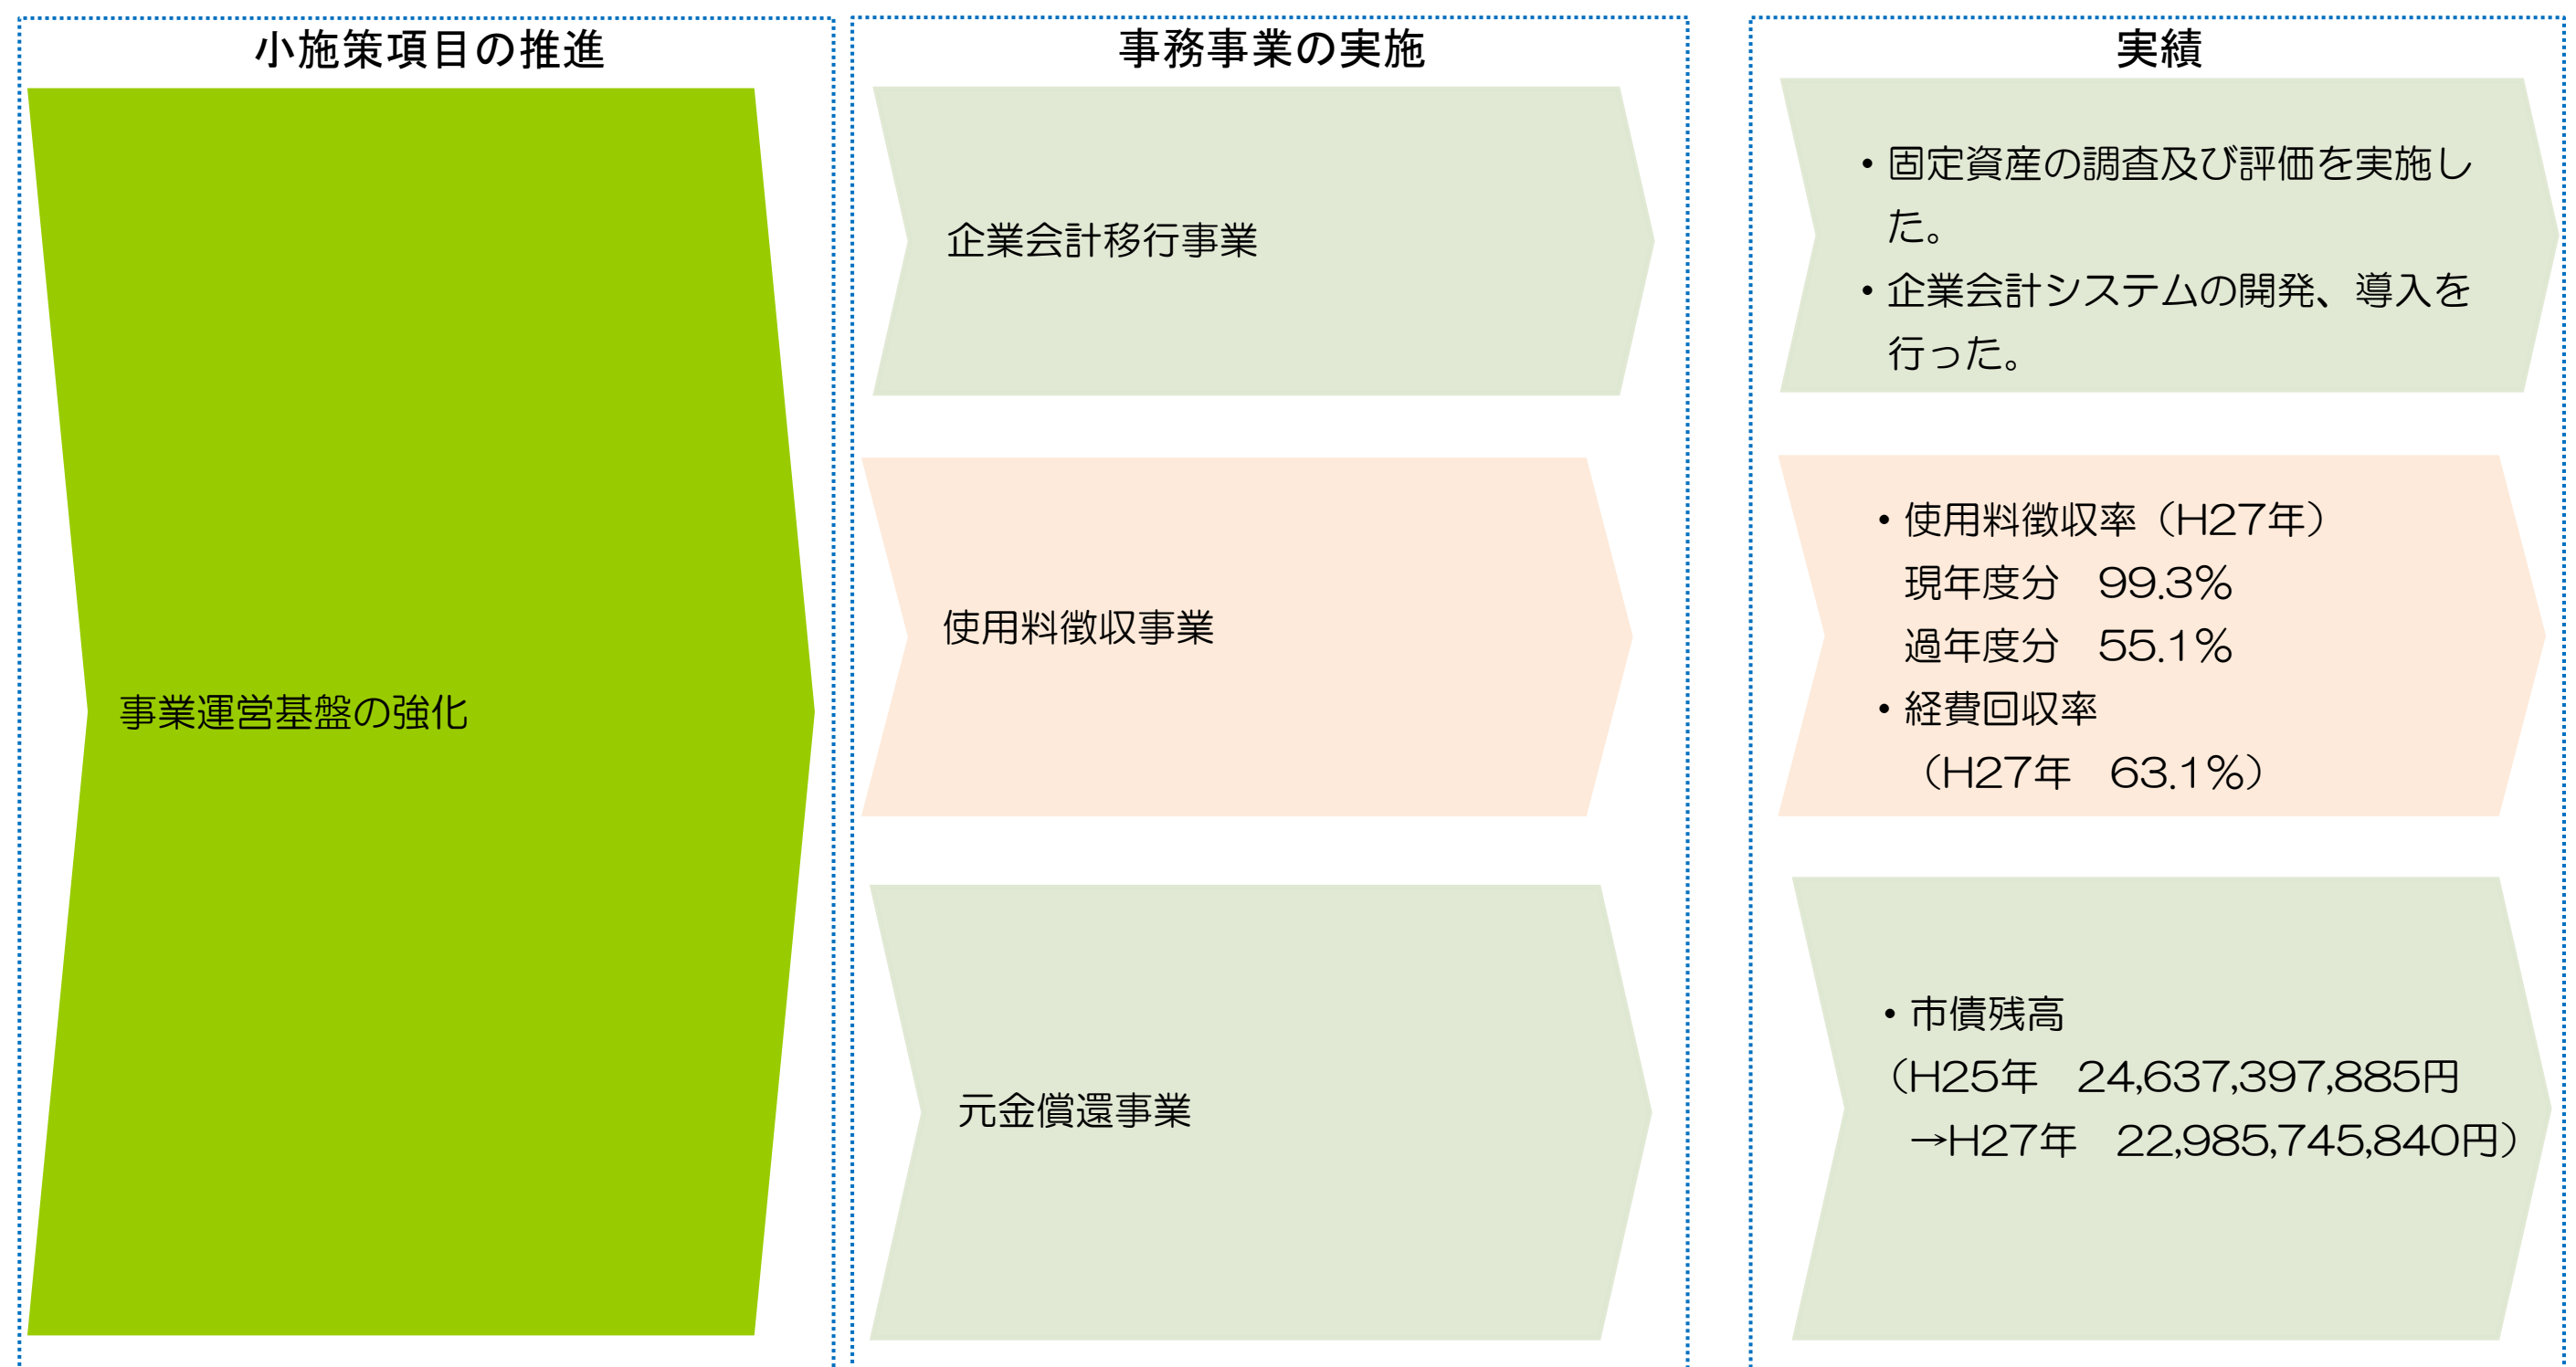 小施策項目の推進
事業運営基盤の強化
事務事業の実施
企業会計移行事業
使用料徴収事業
元金償還事業
実績
・固定資産の調査及び評価を実施し
た。
・企業会計システムの開発、導入を
行った。
・使用料徴収率（H27年）
現年度分　99.3%
過年度分　55.1%
・経費回収率
（H27年　63.1%）
・市債残高
（H25年　24,637,397,885円
→H27年　22,985,745,840円）